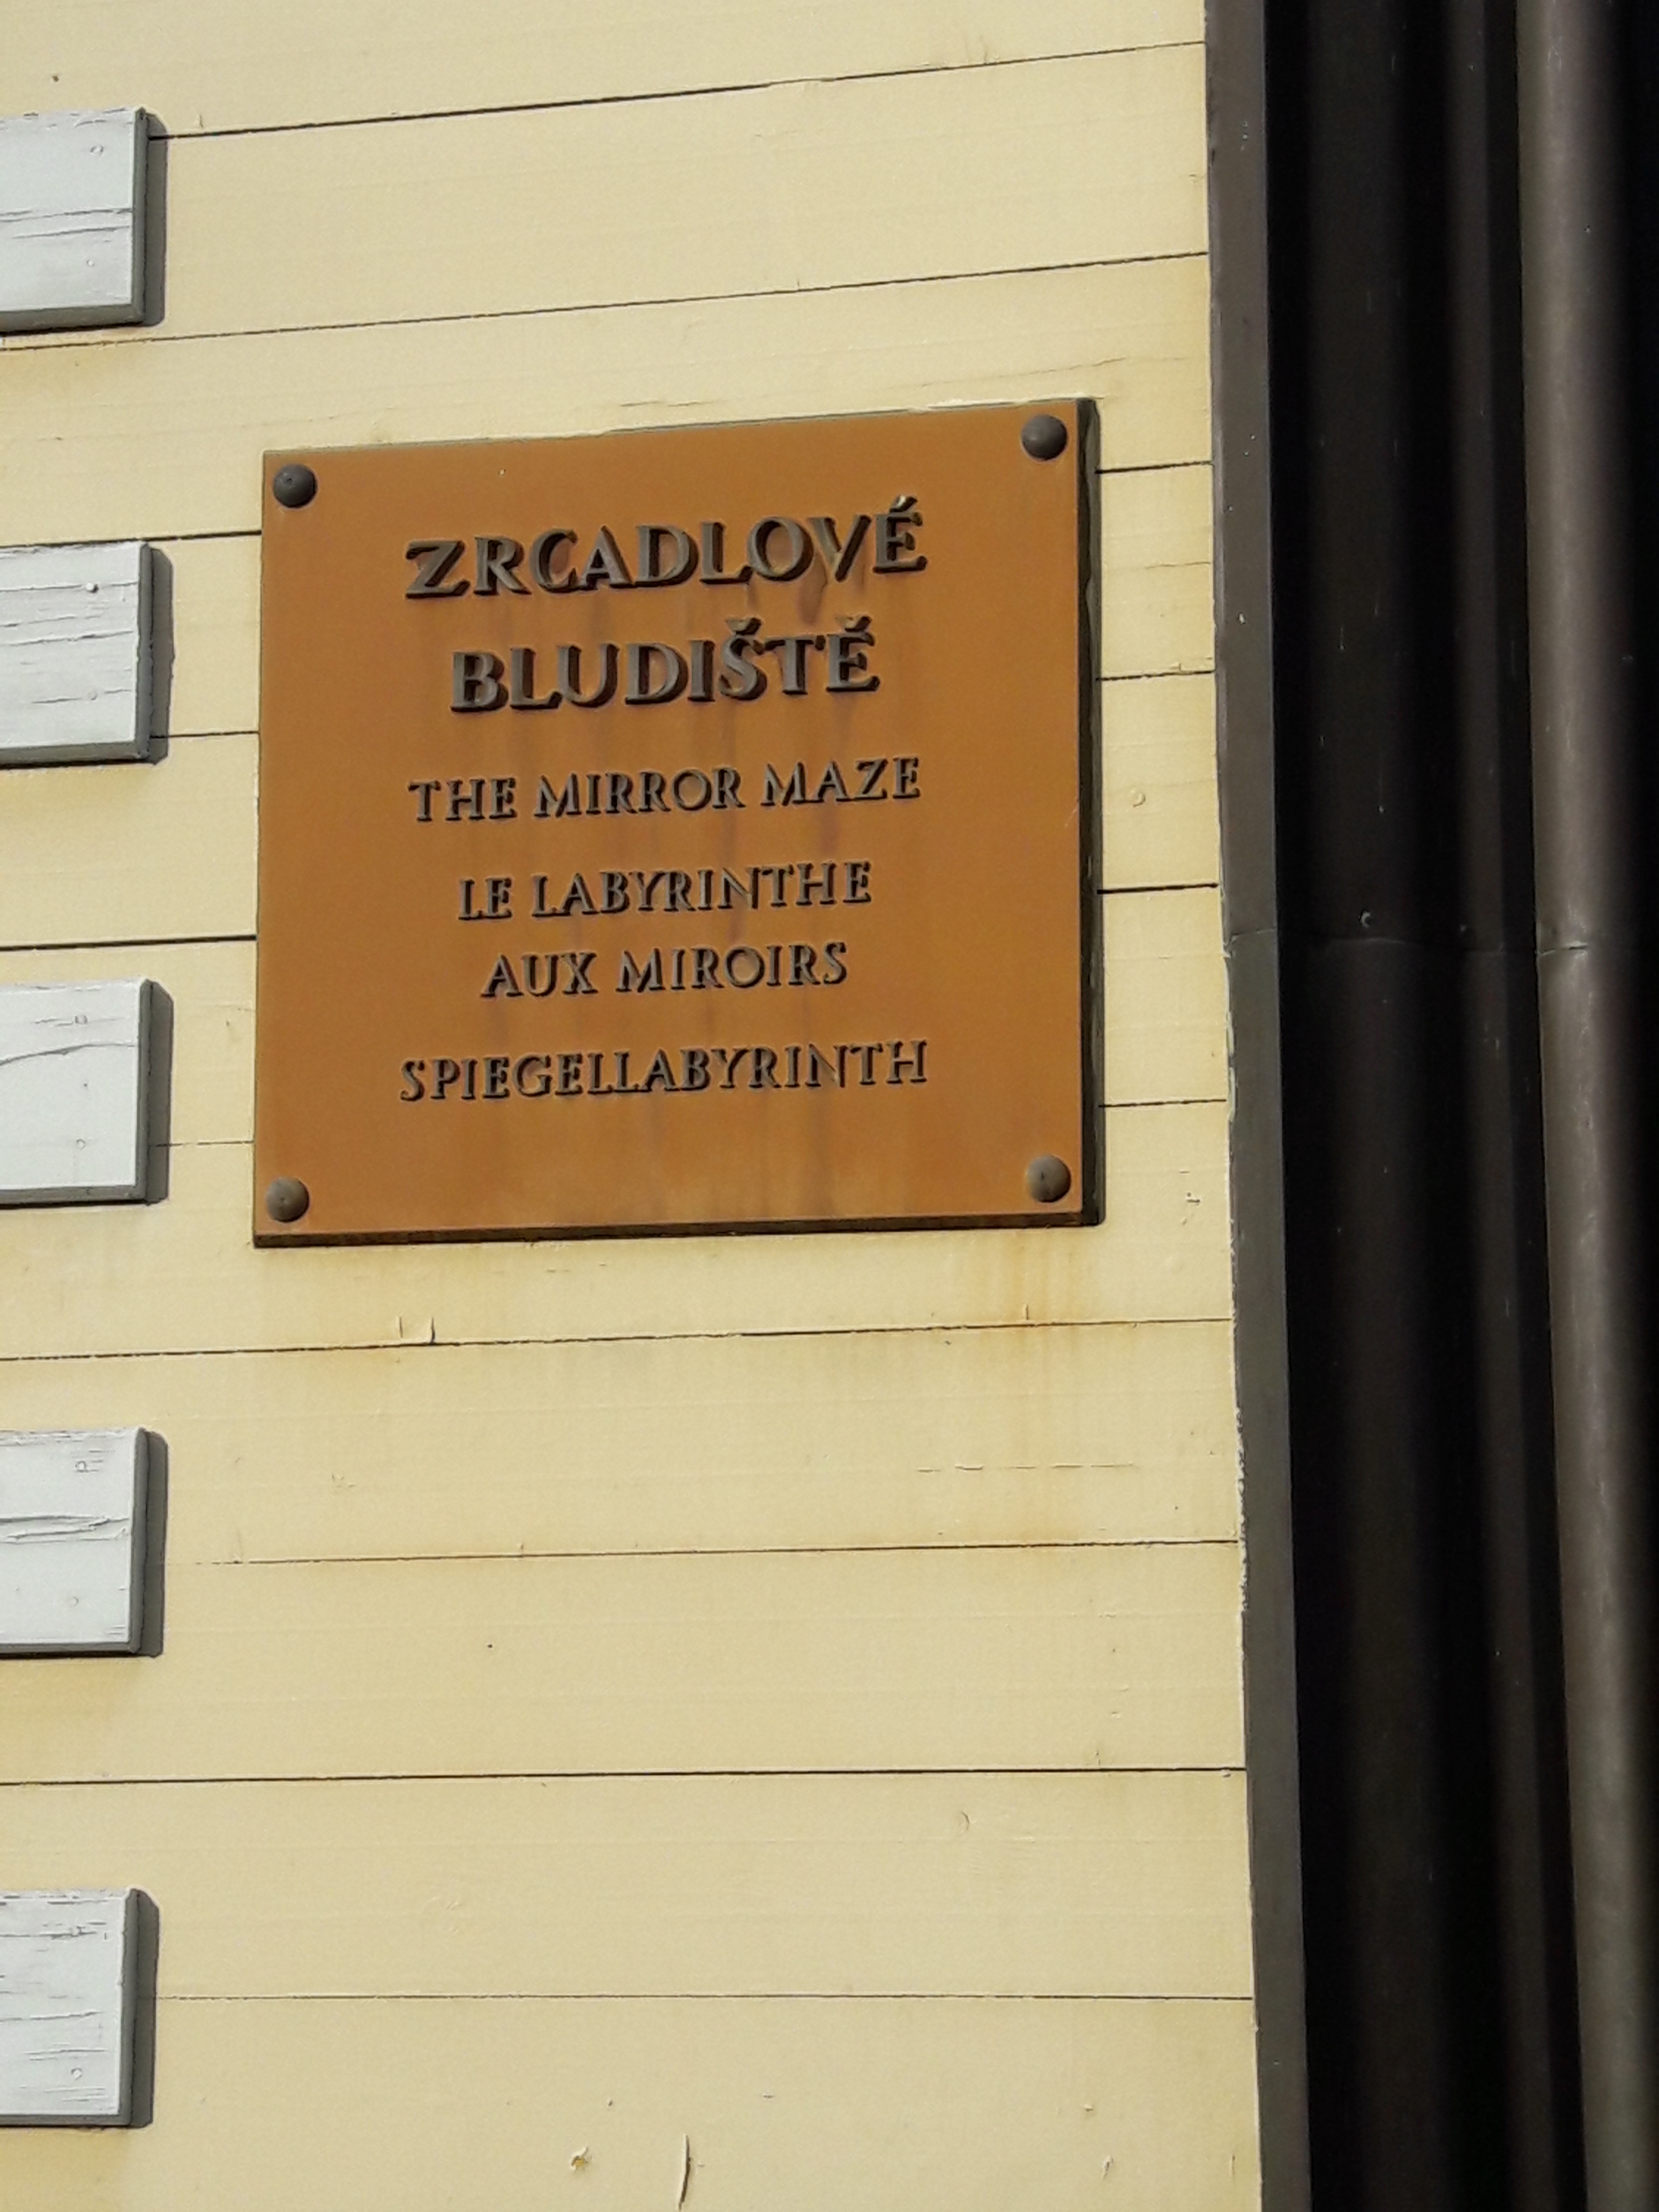 ZRCADLOVÉ
BLUDIŠTĚ
THE MIRROR MAZE
LE LABYRINTHE
AUX MIROIRS
SPIEGELLABYRINTH